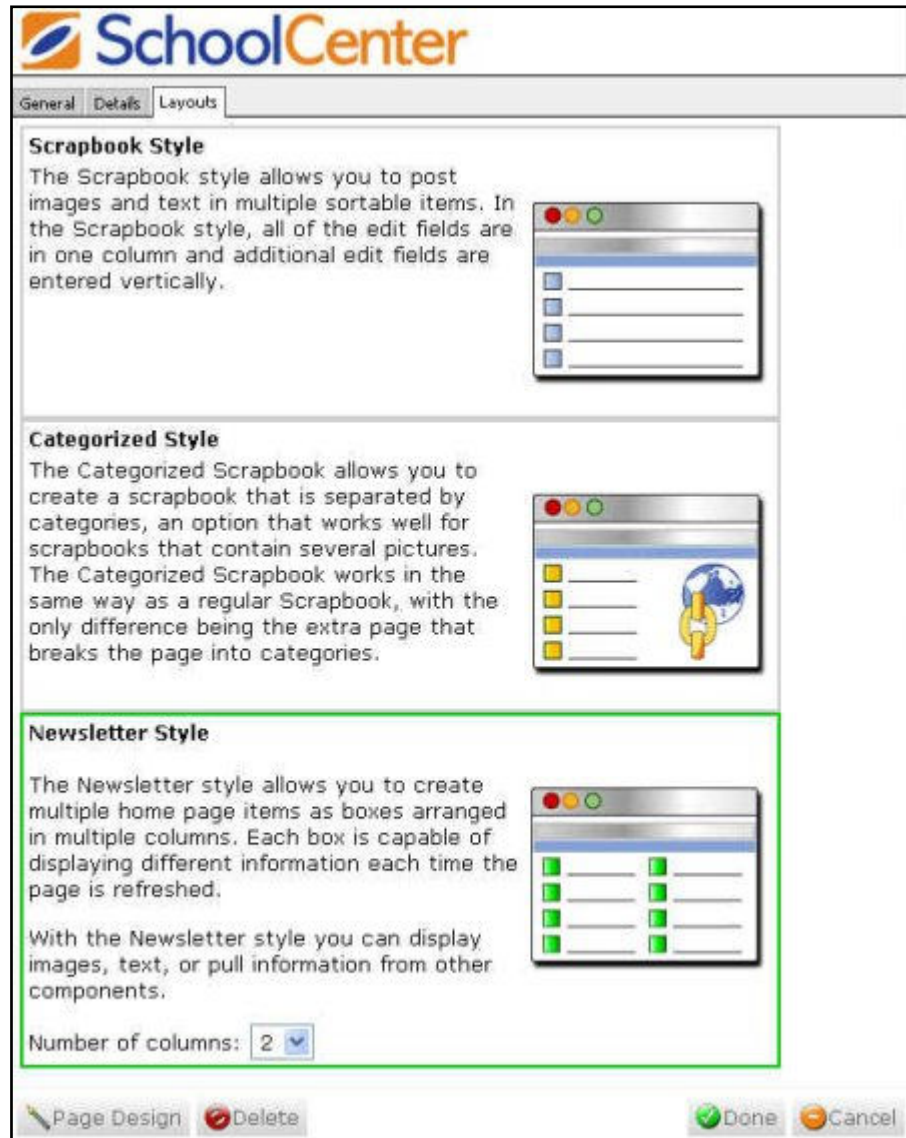 SchoolCenter
General Details Layouts
Scrapbook Style
The Scrapbook style allows you to post
images and text in multiple sortable items. In
the Scrapbook style, all of the edit fields are
in one column and additional edit fields are
entered vertically.
Categorized Style
The Categorized Scrapbook allows you to
create a scrapbook that is separated by
categories, an option that works well for
scrapbooks that contain several pictures.
The Categorized Scrapbook works in the
same way as a regular Scrapbook, with the
only difference being the extra page that
breaks the page into categories.
Newsletter Style
The Newsletter style allows you to create
multiple home page items as boxes arranged
in multiple columns. Each box is capable of
displaying different information each time the
page is refreshed.
With the Newsletter style you can display
images, text, or pull information from other
components.
Number of columns: 2
Page Design Delete Done Cancel